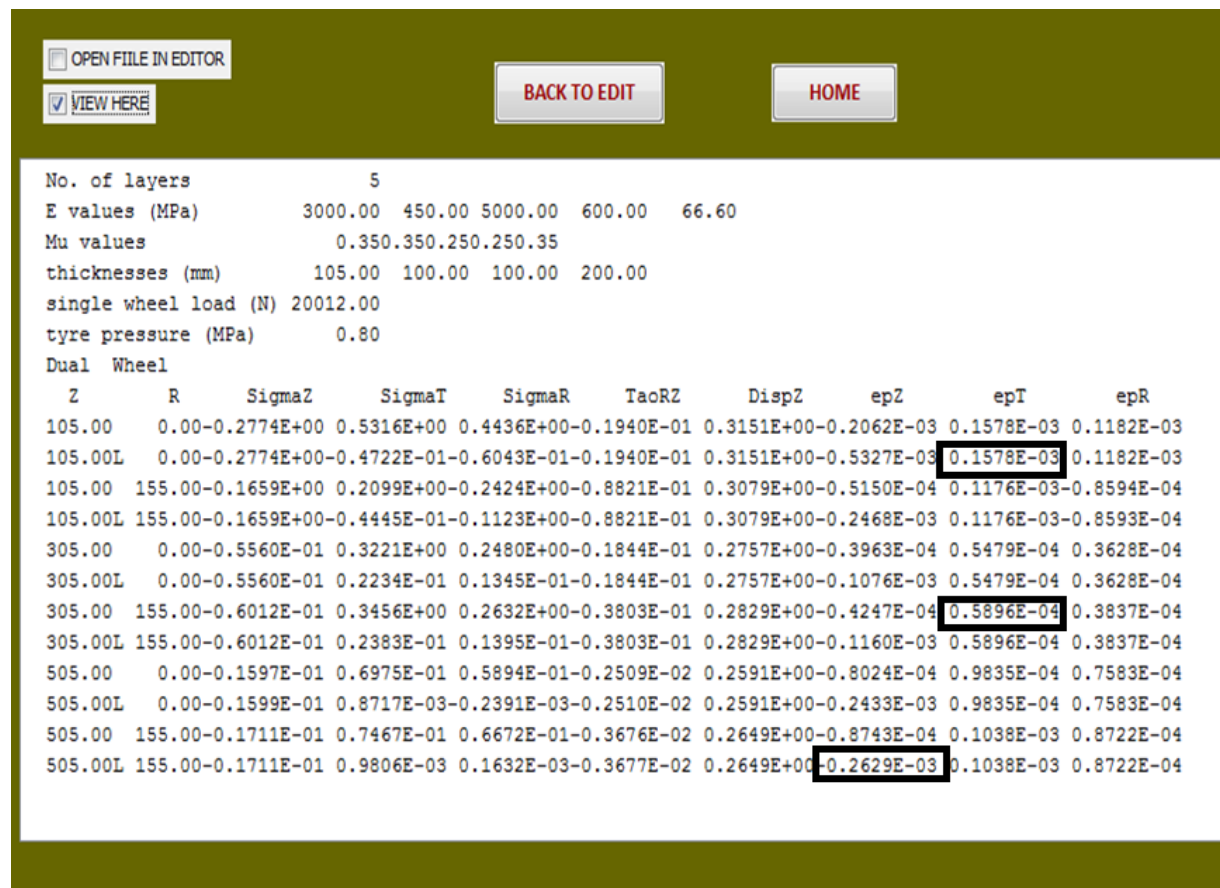 OPEN FIILE IN EDITOR
VIEW HERE
BACK TO EDIT
HOME
No. of layers 5
E values (MPa) 3000.00 450.00 5000.00 600.00 66.60
Mu values 0.350.350.250.250.35
thicknesses (mm) 105.00 100.00 100.00 200.00
single wheel load (N) 20012.00
tyre pressure (MPa) 0.80
Dual Wheel
Z R SigmaZ SigmaT SigmaR TaoRZ DispZ epZ epT epR
105.00 0.00-0.2774E+00 0.5316E+00 0.4436E+00-0.1940E-01 0.3151E+00-0.2062E-03 0.1578E-03 0.1182E-03
105.00L 0.00-0.2774E+00-0.4722E-01-0.6043E-01-0.1940E-01 0.3151E+00-0.5327E-03 0.1578E-03 0.1182E-03
105.00 155.00-0.1659E+00 0.2099E+00-0.2424E+00-0.8821E-01 0.3079E+00-0.5150E-04 0.1176E-03-0.8594E-04
105.00L 155.00-0.1659E+00-0.4445E-01-0.1123E+00-0.8821E-01 0.3079E+00-0.2468E-03 0.1176E-03-0.8593E-04
305.00 0.00-0.5560E-01 0.3221E+00 0.2480E+00-0.1844E-01 0.2757E+00-0.3963E-04 0.5479E-04 0.3628E-04
305.00L 0.00-0.5560E-01 0.2234E-01 0.1345E-01-0.1844E-01 0.2757E+00-0.1076E-03 0.5479E-04 0.3628E-04
305.00 155.00-0.6012E-01 0.3456E+00 0.2632E+00-0.3803E-01 0.2829E+00-0.4247E-04 0.5896E-04 0.3837E-04
305.00L 155.00-0.6012E-01 0.2383E-01 0.1395E-01-0.3803E-01 0.2829E+00-0.1160E-03 0.5896E-04 0.3837E-04
505.00 0.00-0.1597E-01 0.6975E-01 0.5894E-01-0.2509E-02 0.2591E+00-0.8024E-04 0.9835E-04 0.7583E-04
505.00L 0.00-0.1599E-01 0.8717E-03-0.2391E-03-0.2510E-02 0.2591E+00-0.2433E-03 0.9835E-04 0.7583E-04
505.00 155.00-0.1711E-01 0.7467E-01 0.6672E-01-0.3676E-02 0.2649E+00-0.8743E-04 0.1038E-03 0.8722E-04
505.00L 155.00-0.1711E-01 0.9806E-03 0.1632E-03-0.3677E-02 0.2649E+00-0.2629E-03 0.1038E-03 0.8722E-04